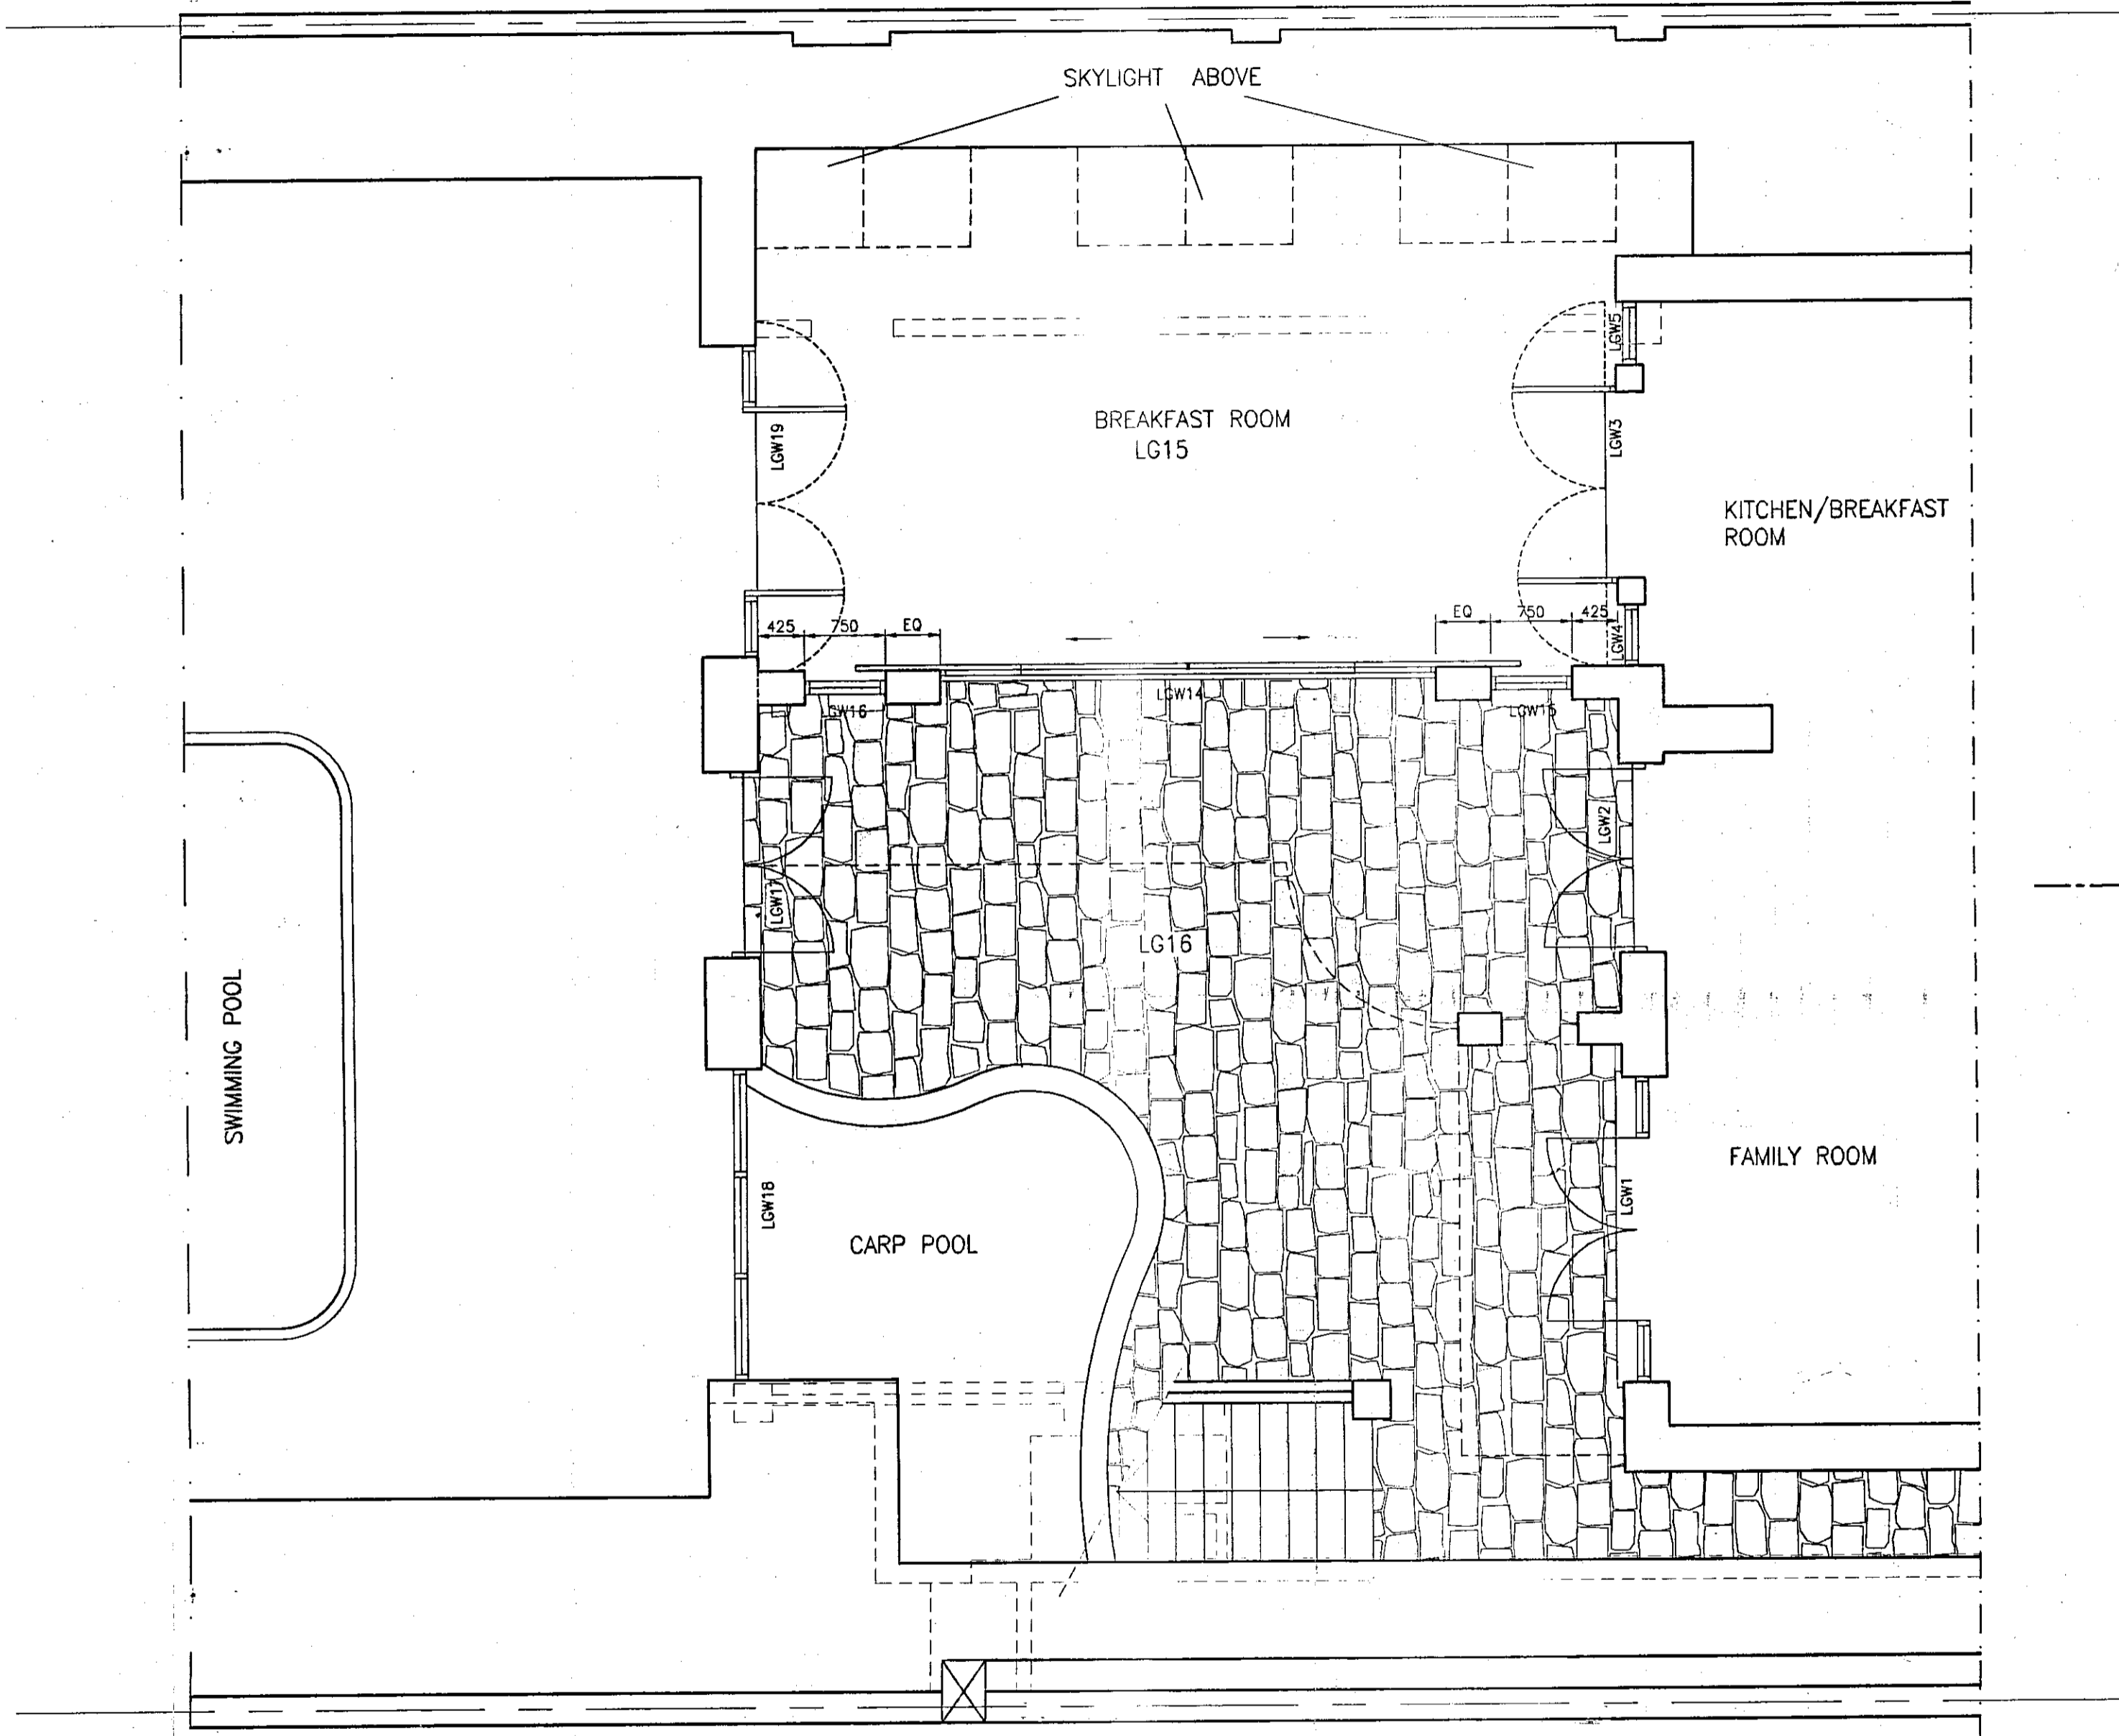 SKYLIGHT ABOVE
LGW5
BREAKFAST ROOM
LG15
LGW19
LGW3
KITCHEN/BREAKFAST
ROOM
425
750
EQ
EQ
750
425
LGW4
LGW14
GW16
LGW15
LGW2
LGW17
LG16
SWIMMING POOL
FAMILY ROOM
LGW18
LGW1
CARP POOL